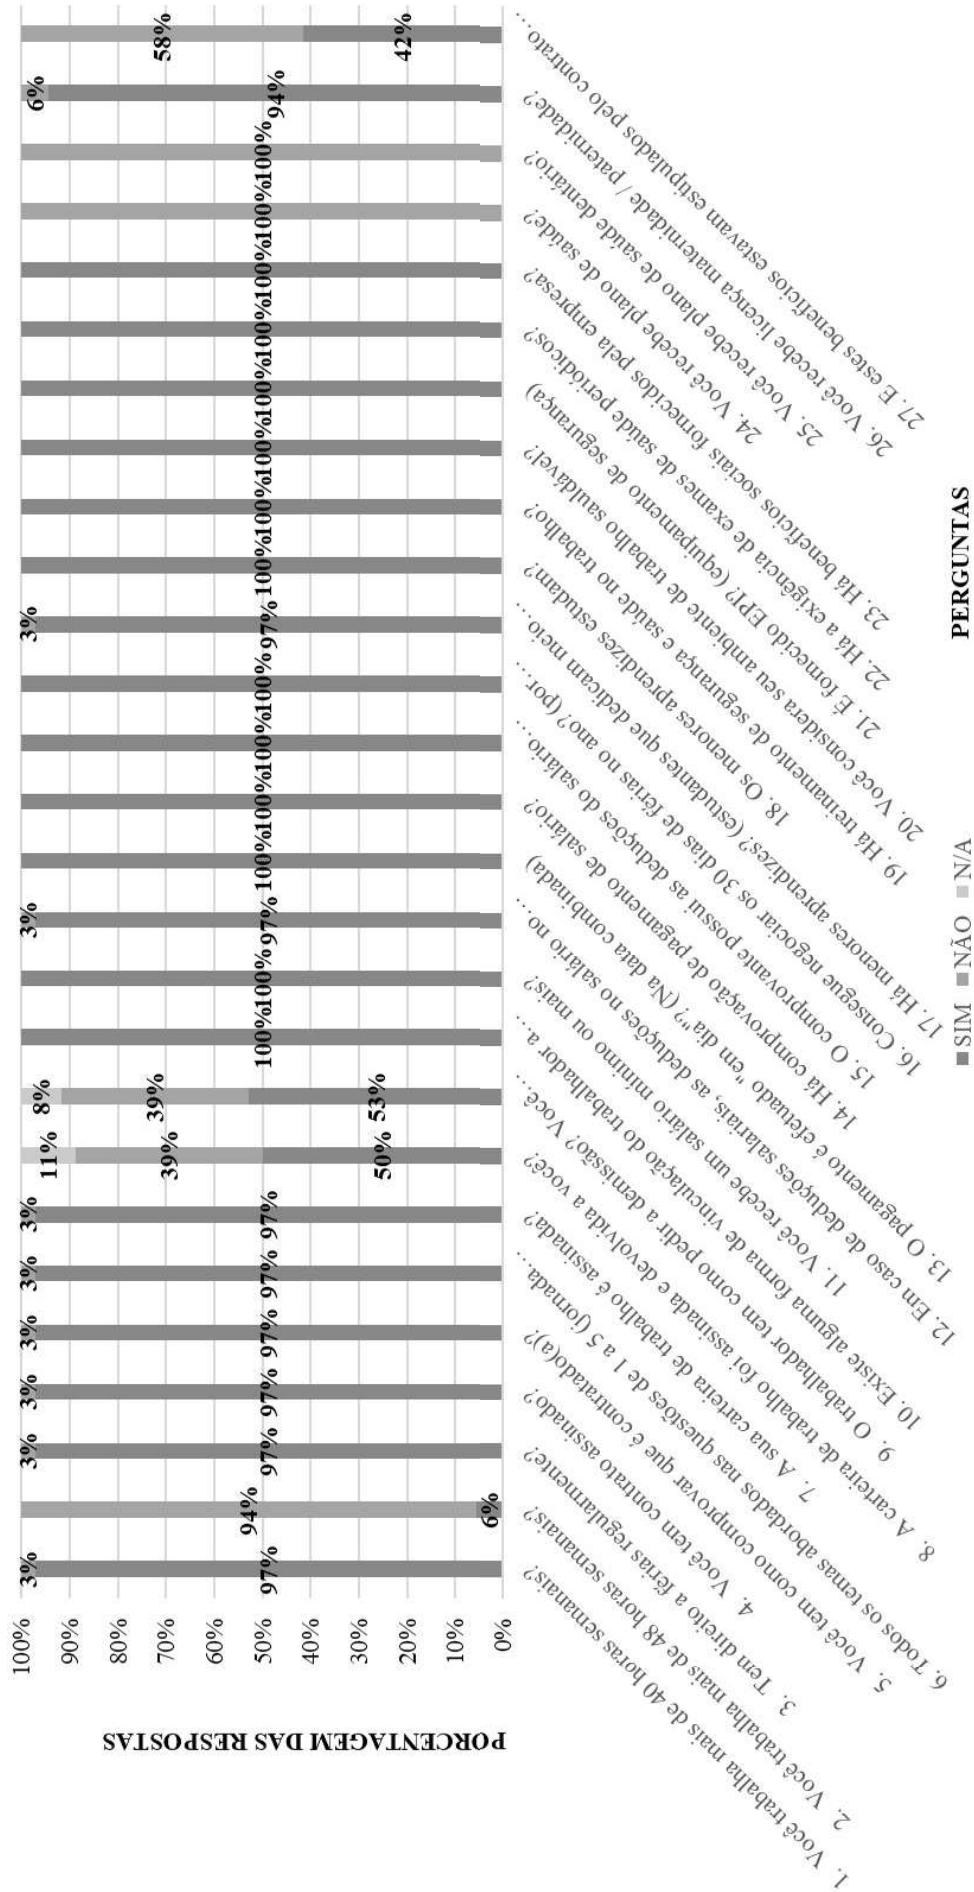 PORCENTAGEM DAS RESPOSTAS
100%
90%
80%
70%
60%
50%
40%
30%
20%
10%
0%
3%
97%
94%
6%
3%
97%
3%
97%
3%
97%
3%
97%
3%
97%
11%
39%
50%
8%
39%
53%
100%
100%
3%
97%
100%
100%
100%
100%
3%
97%
100%
100%
100%
100%
100%
100%
100%
100%
6%
94%
58%
42%
1. Você trabalha mais de 40 horas semanais?
2. Você trabalha mais de 48 horas semanais?
3. Tem direito a férias regularmente?
4. Você tem contrato assinado?
5. Você tem como comprovar que é contratado(a)?
6. Todos os temas abordados nas questões de 1 a 5 (jornada…
7. A sua carteira de trabalho é assinada?
8. A carteira de trabalho foi assinada e devolvida a você?
9. O trabalhador tem como pedir a demissão? Você…
10. Existe alguma forma de vinculação do trabalhador a…
11. Você recebe um salário mínimo ou mais?
12. Em caso de deduções salariais, as deduções no salário no…
13. O pagamento é efetuado "em dia"? (Na data combinada)
14. Há comprovação de pagamento de salário?
15. O comprovante possui as deduções do salário…
16. Consegue negociar os 30 dias de férias no ano? (por…
17. Há menores aprendizes? (estudantes que dedicam meio…
18. Os menores aprendizes estudam?
19. Há treinamento de segurança e saúde no trabalho?
20. Você considera seu ambiente de trabalho saudável?
21. É fornecido EPI? (equipamento de segurança)
22. Há a exigência de exames de saúde periódicos?
23. Há benefícios sociais fornecidos pela empresa?
24. Você recebe plano de saúde?
25. Você recebe plano de saúde dentário?
26. Você recebe licença maternidade / paternidade?
27. E estes benefícios estavam estipulados pelo contrato…
PERGUNTAS
SIM NÃO N/A